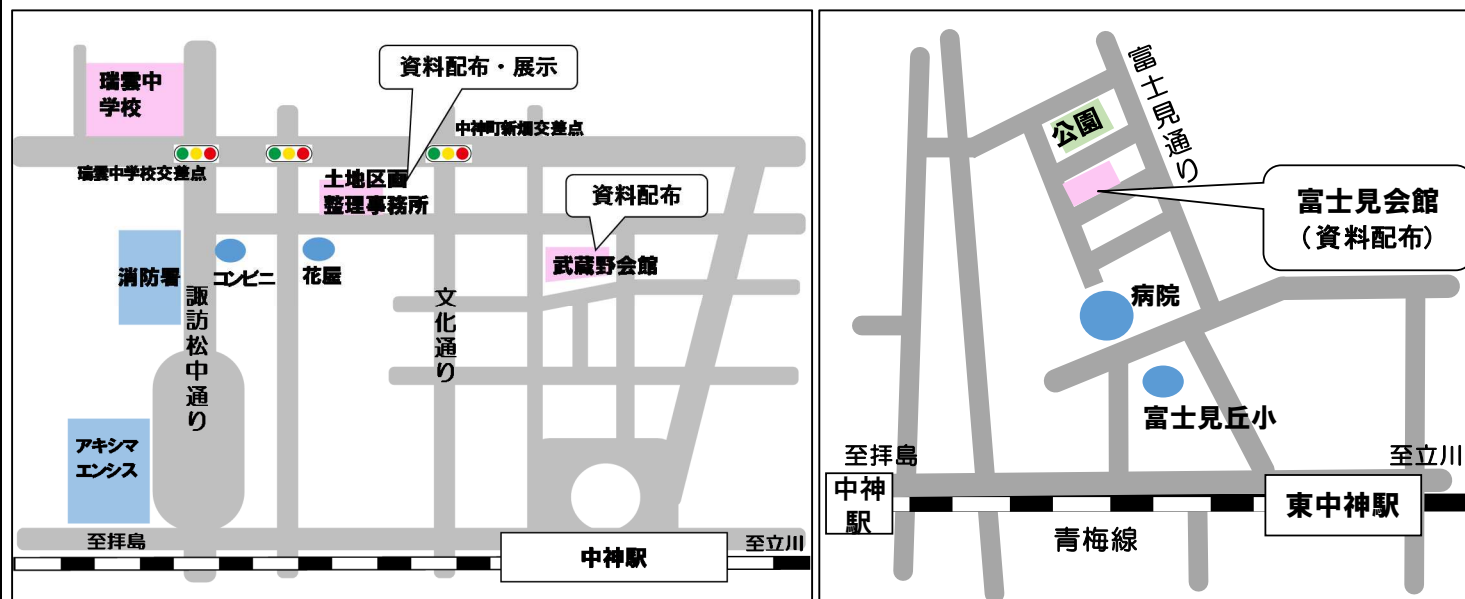 瑞雲中
学校
資料配布・展示
中神町新畑交差点
瑞雲中学校交差点
土地区画
整理事務所
資料配布
消防署
コンビニ
花屋
武蔵野会館
諏訪松中通り
文化通り
アキシマ
エンシス
至拝島
中神駅
至立川
富士見通り
公園
富士見会館
(資料配布)
病院
富士見丘小
至拝島
至立川
中神
駅
東中神駅
青梅線